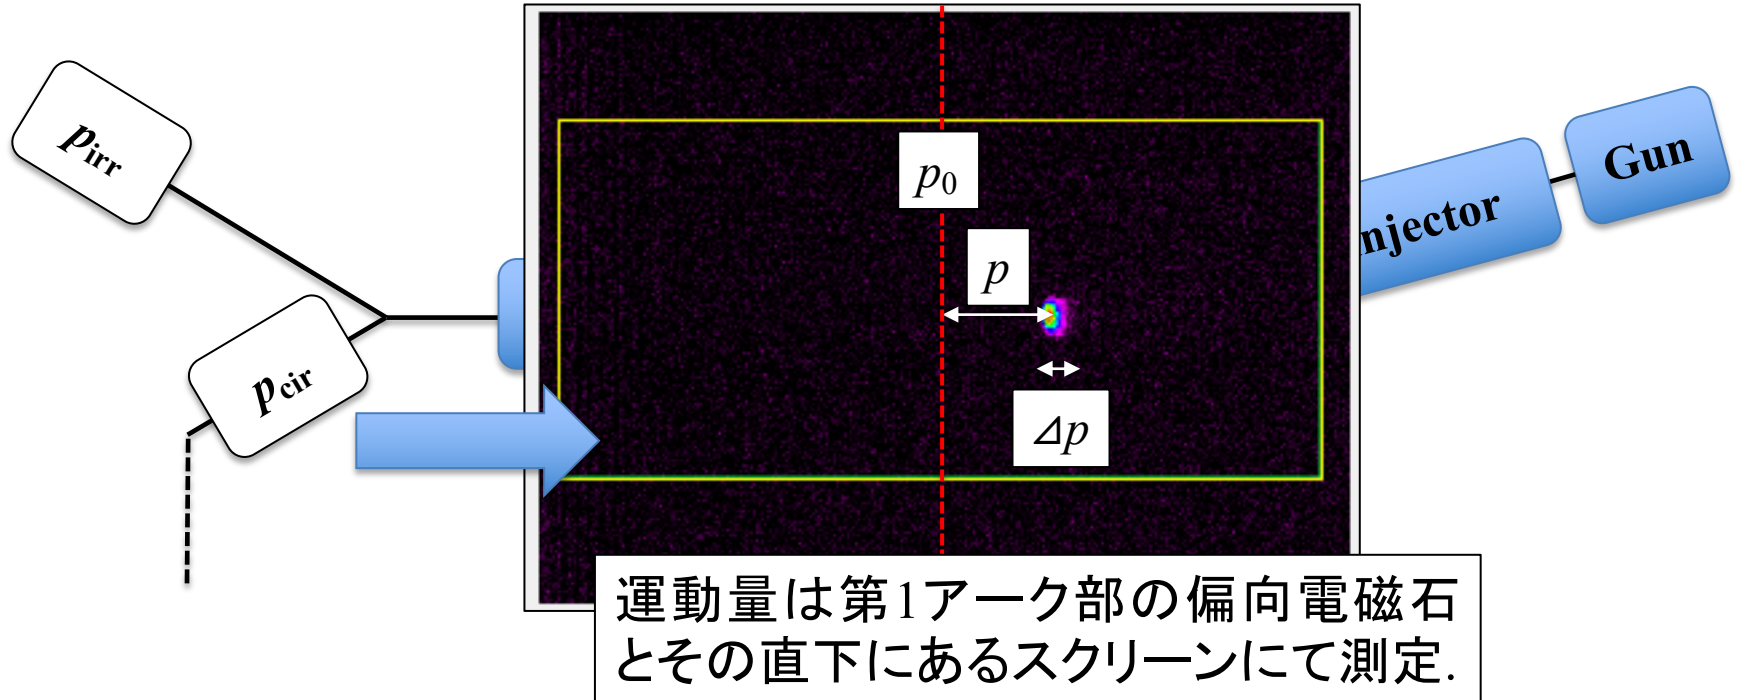 p₀
p
Δp
p_irr
p_cir
njector
Gun
運動量は第1アーク部の偏向電磁石
とその直下にあるスクリーンにて測定.